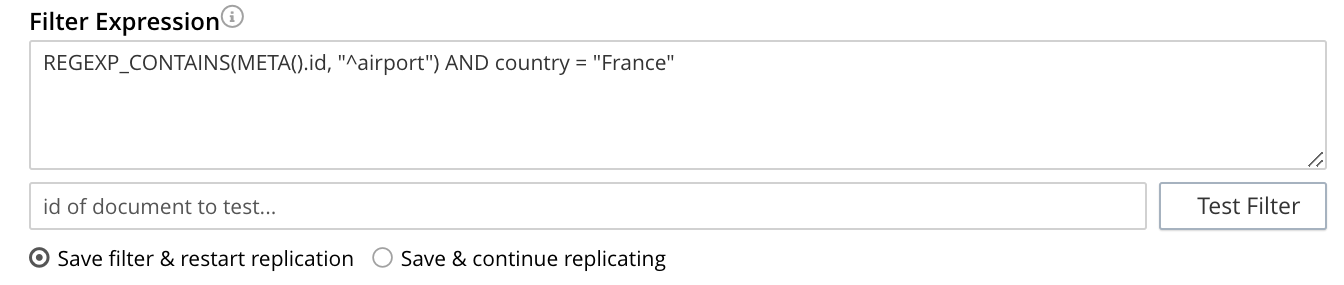 Filter Expression
REGEXP_CONTAINS(META().id, "^airport") AND country = "France"
id of document to test...
Test Filter
Save filter & restart replication Save & continue replicating